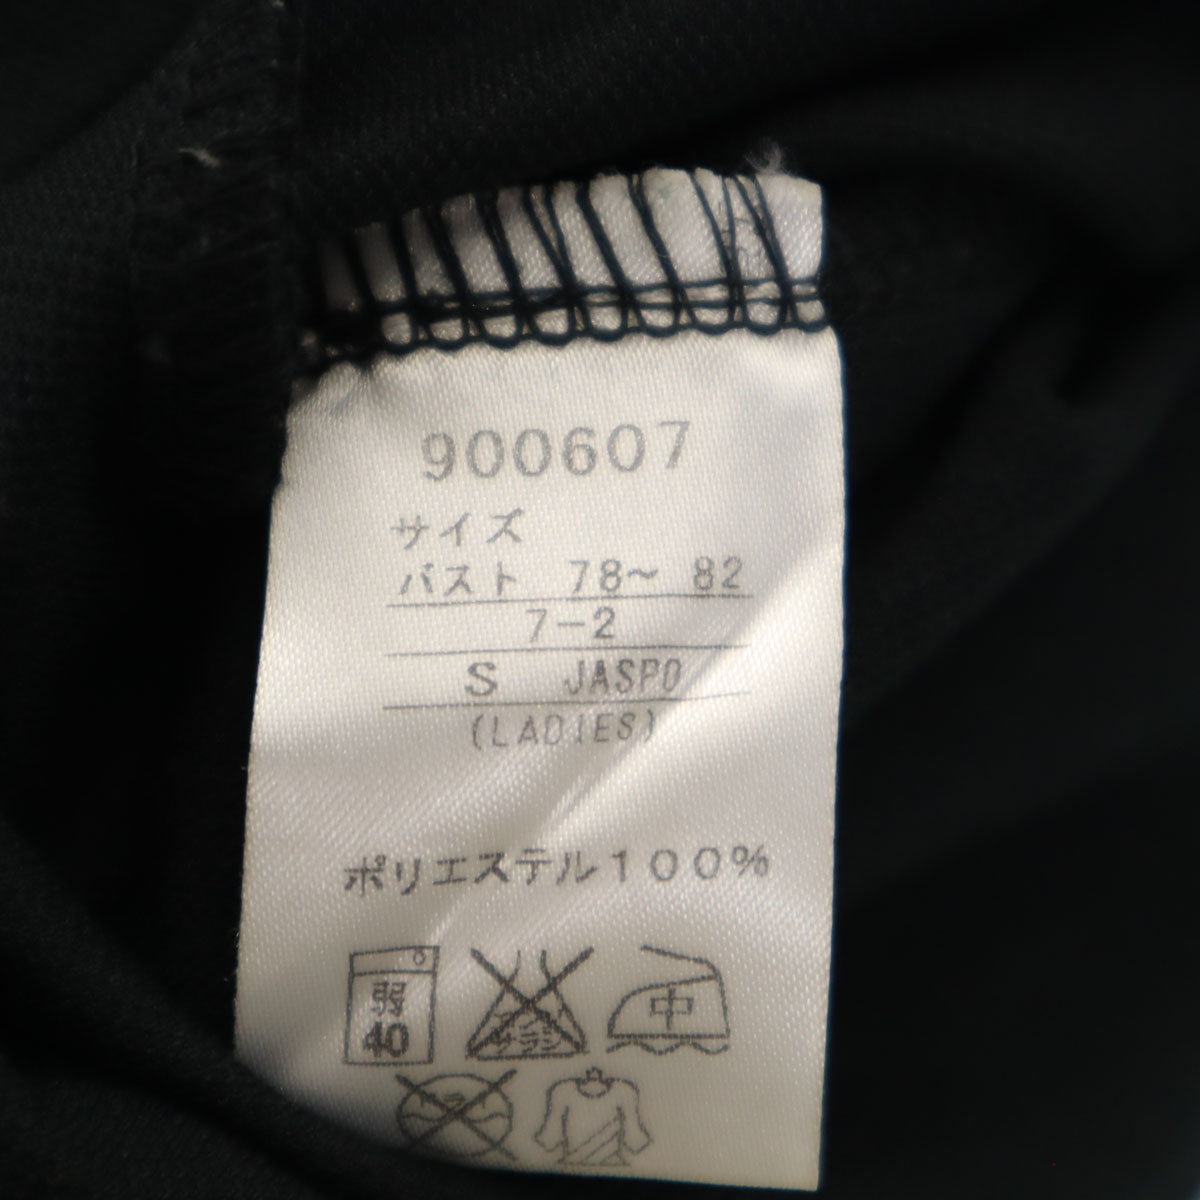 900607
サイズ
バスト 78～ 82
7-2
S JASPO
(LADIES)
ポリエステル100%
弱
40
中